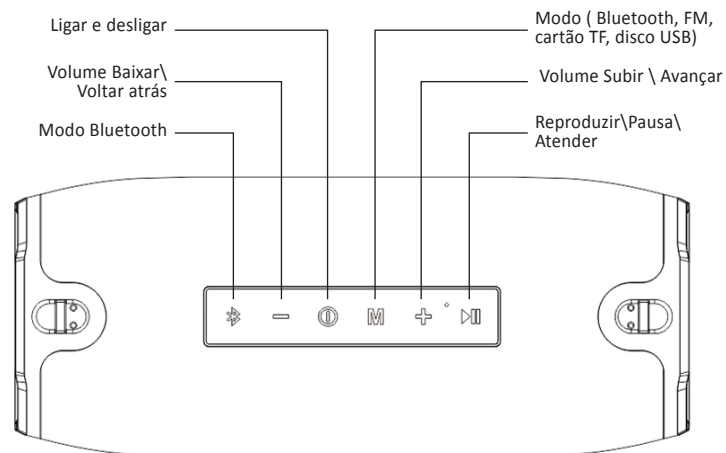 Ligar e desligar
Volume Baixar\
Voltar atrás
Modo Bluetooth
Modo ( Bluetooth, FM,
cartão TF, disco USB)
Volume Subir \ Avançar
Reproduzir\Pausa\
Atender
M